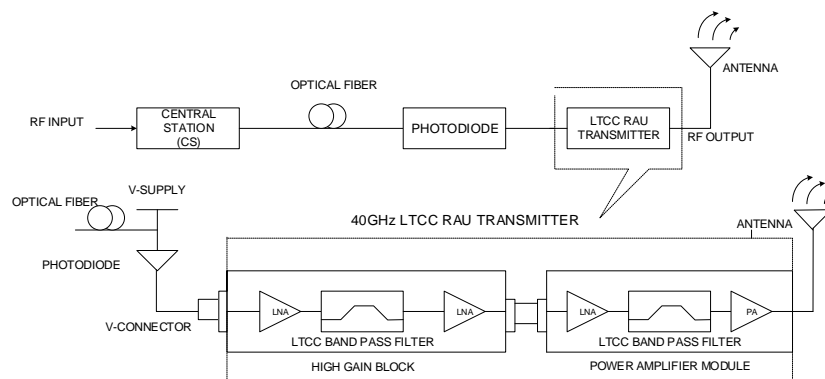 ANTENNA
OPTICAL FIBER
RF INPUT
CENTRAL
STATION
(CS)
PHOTODIODE
LTCC RAU
TRANSMITTER
RF OUTPUT
V-SUPPLY
OPTICAL FIBER
40GHz LTCC RAU TRANSMITTER
ANTENNA
PHOTODIODE
V-CONNECTOR
LNA
LNA
LTCC BAND PASS FILTER
HIGH GAIN BLOCK
LNA
PA
LTCC BAND PASS FILTER
POWER AMPLIFIER MODULE